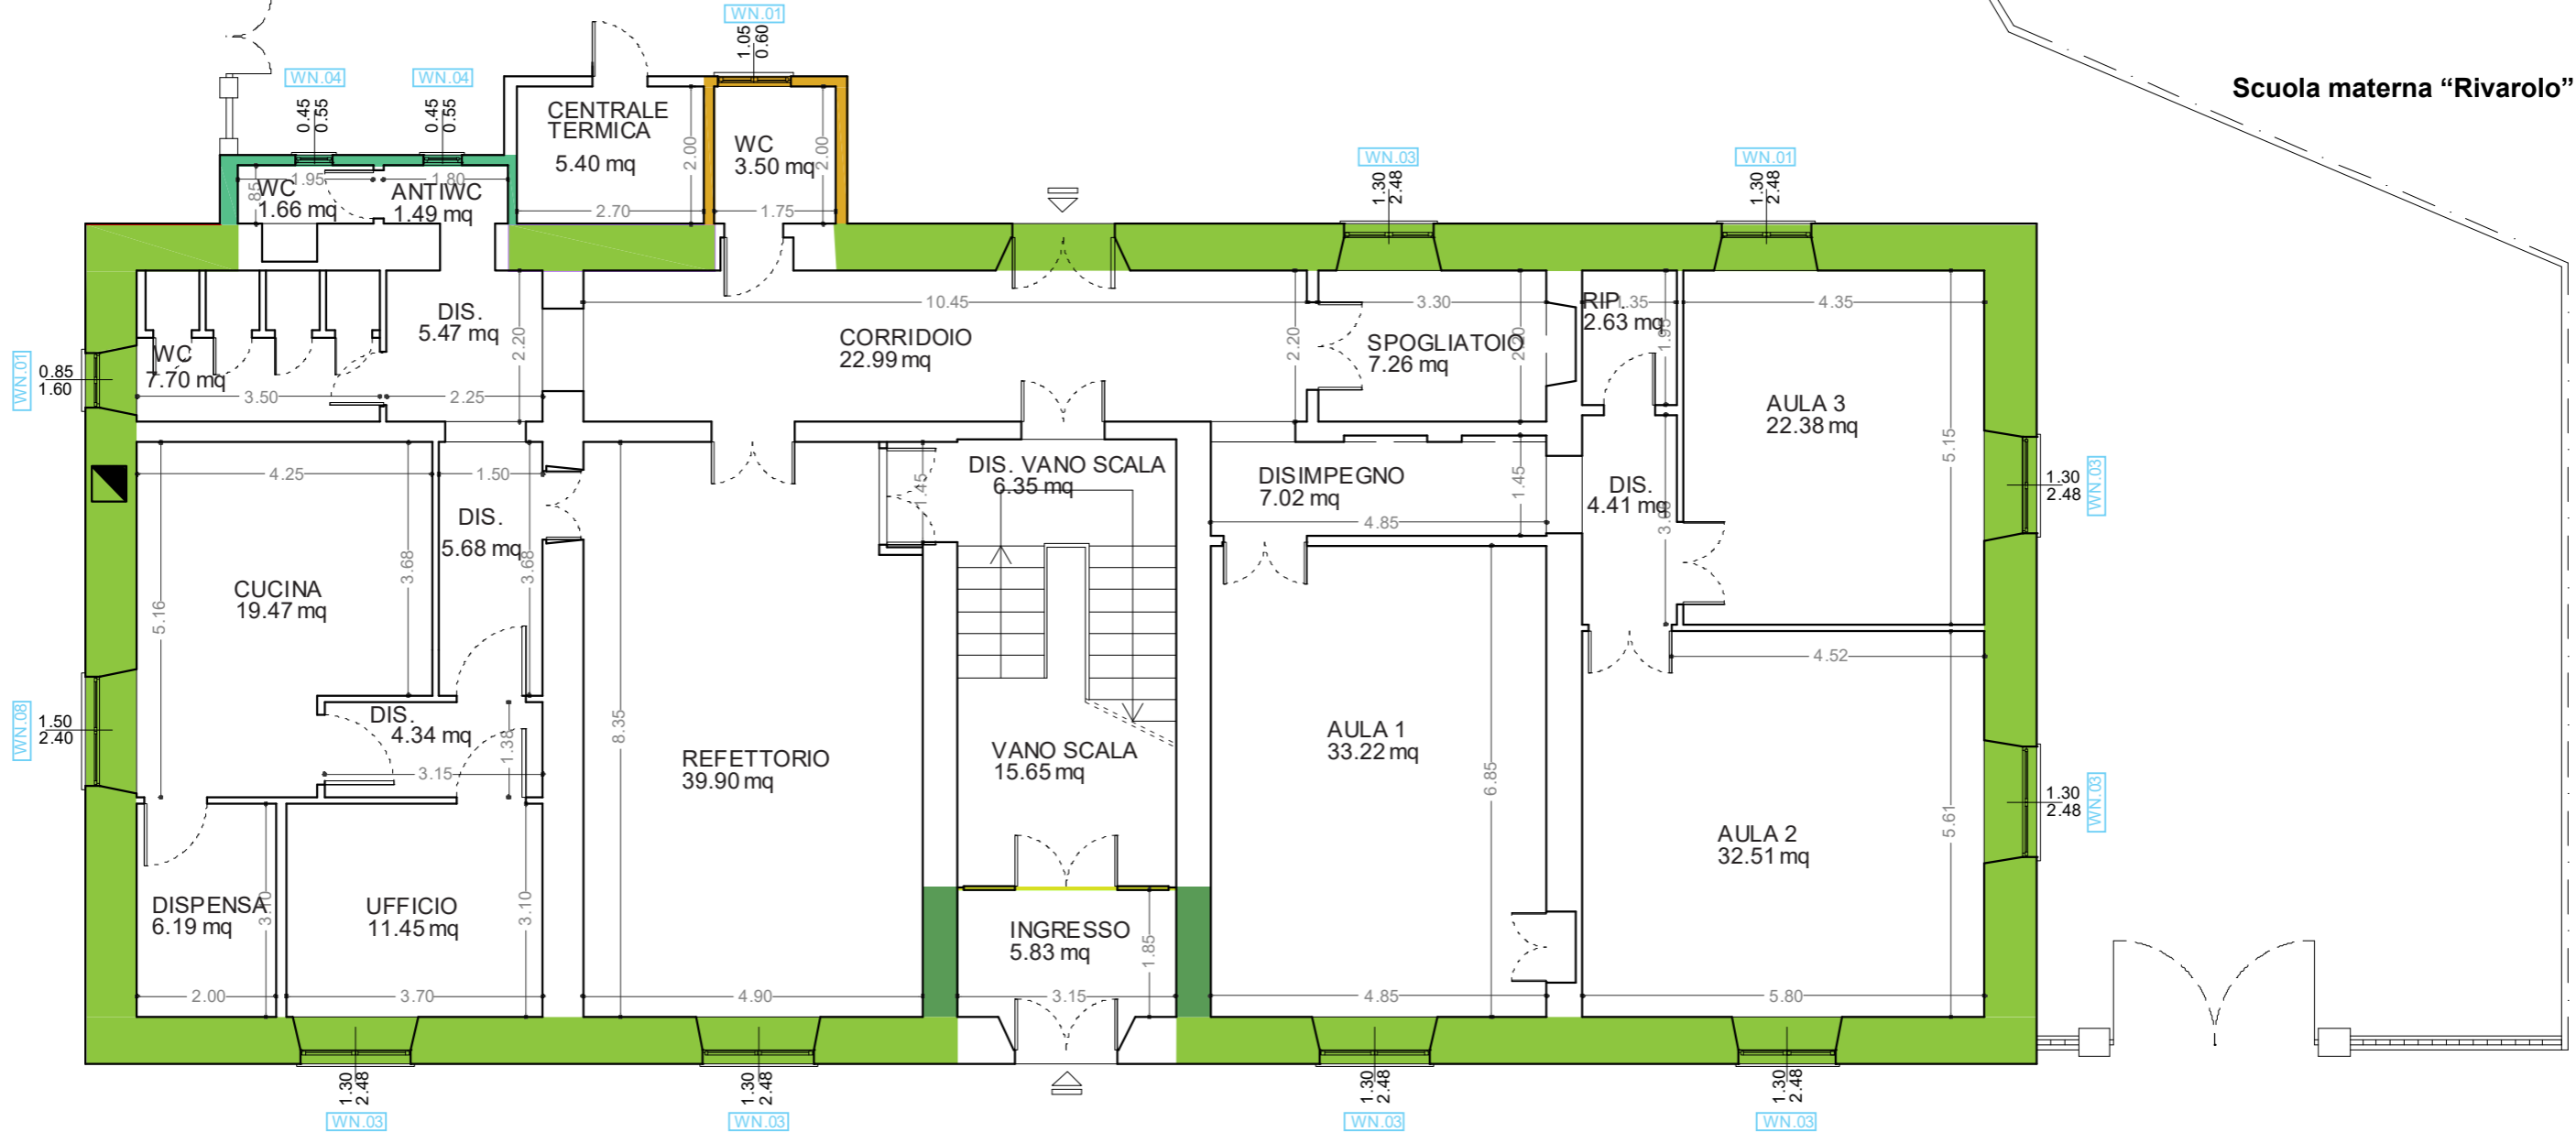 WN.01
1.05
0.60
Scuola materna “Rivarolo”
WN.04
WN.04
0.45
0.55
0.45
0.55
CENTRALE
TERMICA
5.40 mq
2.00
2.70
WC
3.50 mq
2.00
1.75
WN.03
1.30
2.48
WN.01
1.30
2.48
1.95
1.80
WC
1.66 mq
.85
ANTIWC
1.49 mq
DIS.
5.47 mq
2.20
2.25
10.45
CORRIDOIO
22.99 mq
2.20
3.30
SPOGLIATOIO
7.26 mq
2.20
RIP.
1.35
2.63 mq
1.95
4.35
WN.01
0.85
1.60
WC
7.70 mq
3.50
AULA 3
22.38 mq
5.15
4.25
1.50
DIS. VANO SCALA
6.35 mq
1.45
DISIMPEGNO
7.02 mq
1.45
4.85
DIS.
4.41 mq
1.30
2.48
WN.03
DIS.
5.68 mq
3.68
3.68
CUCINA
19.47 mq
5.16
4.52
WN.08
1.50
2.40
DIS.
4.34 mq
1.38
3.15
8.35
REFETTORIO
39.90 mq
VANO SCALA
15.65 mq
AULA 1
33.22 mq
6.85
AULA 2
32.51 mq
5.61
1.30
2.48
WN.03
DISPENSA
6.19 mq
3.10
UFFICIO
11.45 mq
3.10
INGRESSO
5.83 mq
1.85
2.00
3.70
4.90
3.15
4.85
5.80
1.30
2.48
WN.03
1.30
2.48
WN.03
1.30
2.48
WN.03
1.30
2.48
WN.03